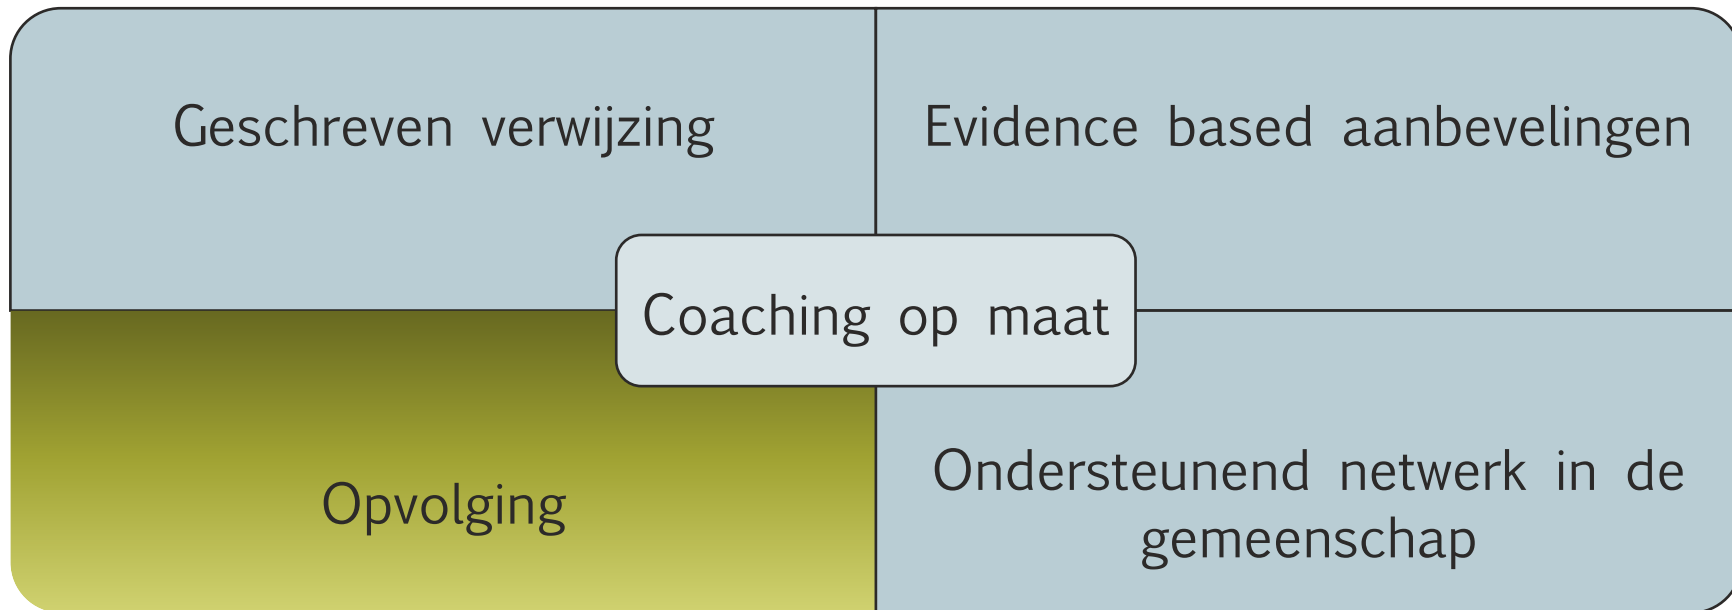 Geschreven verwijzing
Evidence based aanbevelingen
Coaching op maat
Opvolging
Ondersteunend netwerk in de
gemeenschap